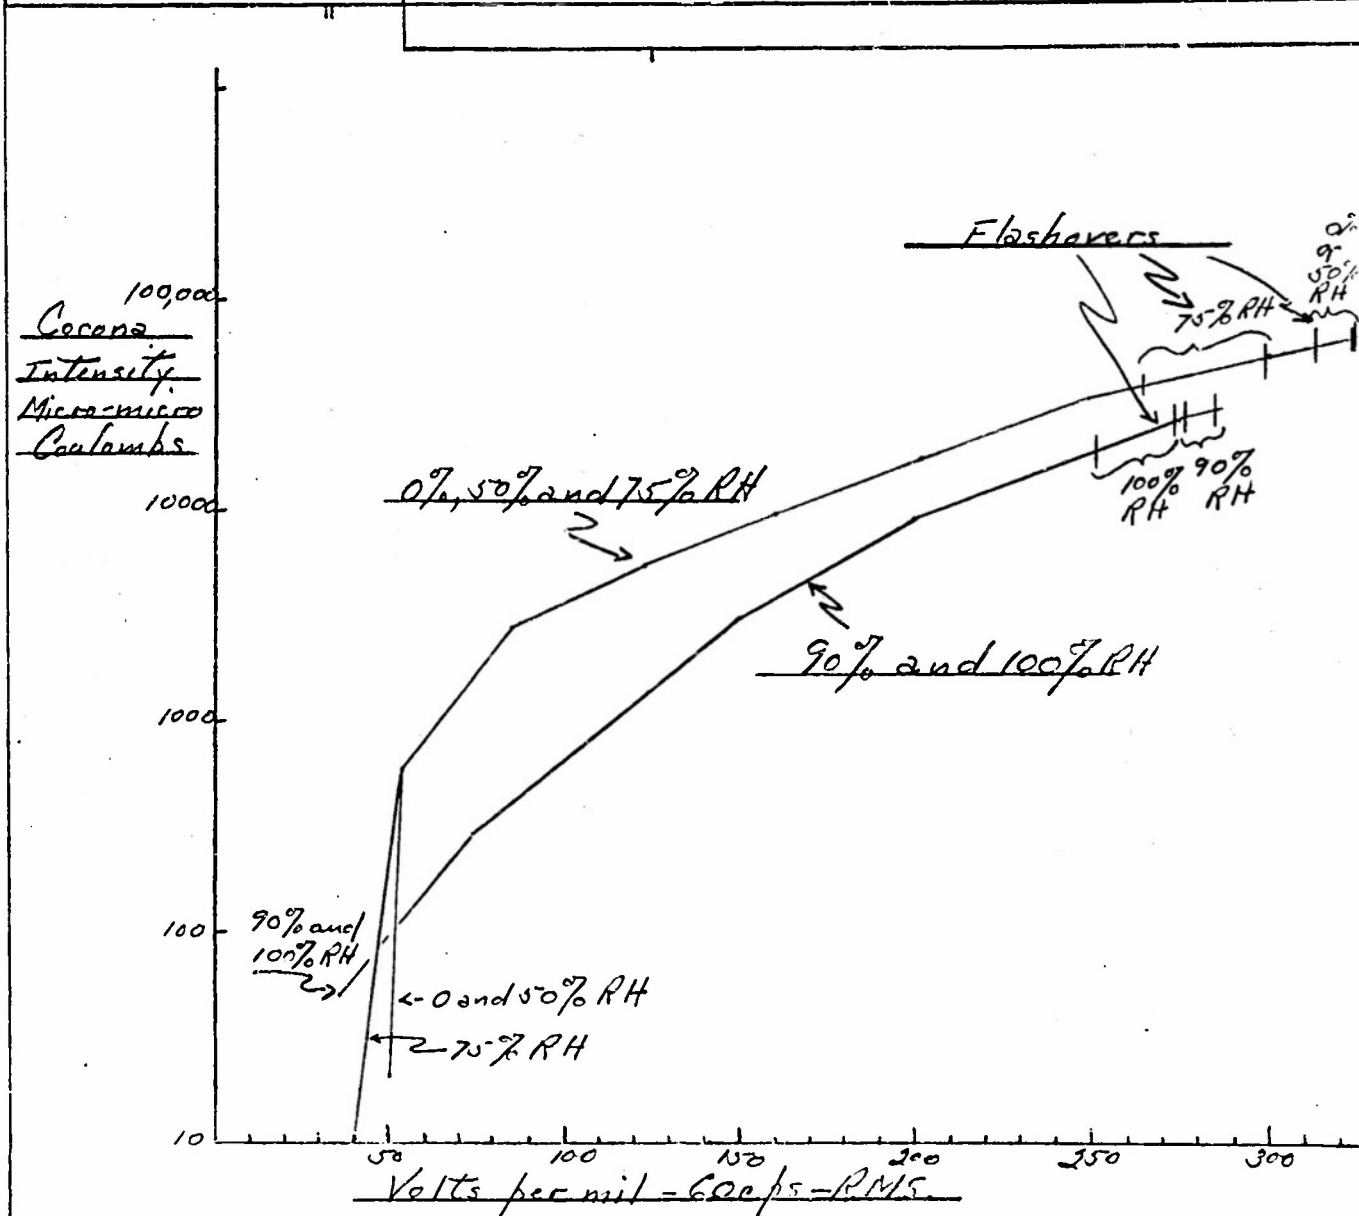 Flashovers
0%
or
50%
RH
75% RH
100,000
Corona
Intensity
Micro-micro
Coulombs
100%
RH
90%
RH
0%, 50% and 75% RH
10000
90% and 100% RH
1000
90% and
100% RH
100
0 and 50% RH
75% RH
10
50
100
150
200
250
300
Volts per mil - 60cps - RMS.